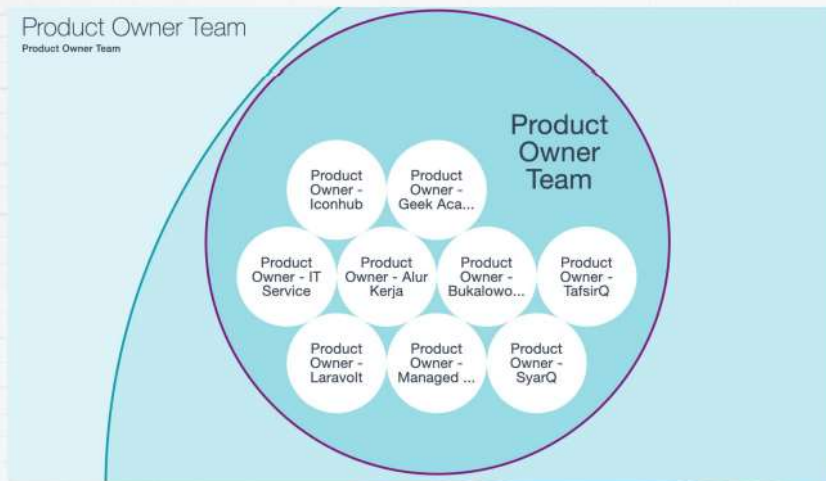 Product Owner Team
Product Owner Team
Product
Owner
Team
Product
Owner -
Iconhub
Product
Owner -
Geek Aca...
Product
Owner - IT
Service
Product
Owner - Alur
Kerja
Product
Owner -
Bukalowo...
Product
Owner -
TafsirQ
Product
Owner -
Laravolt
Product
Owner -
Managed ...
Product
Owner -
SyarQ